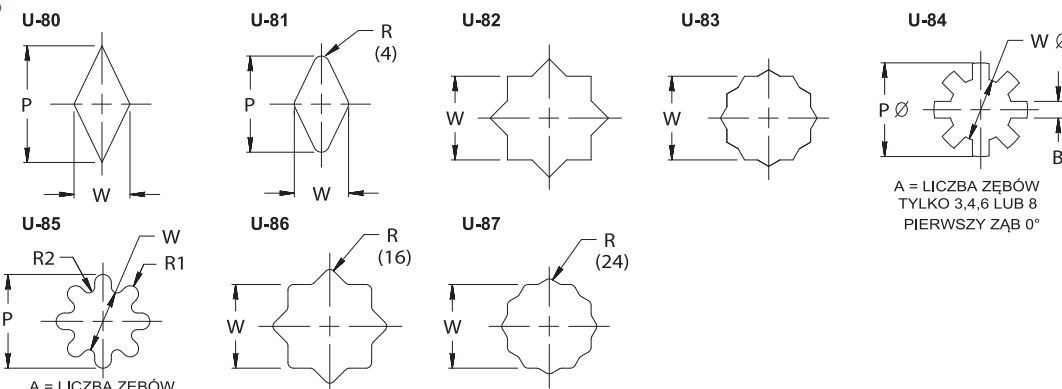 U-80
P
W
U-81
R
(4)
P
W
U-82
W
U-83
W
U-84
W Ø
P Ø
B
A = LICZBA ZĘBÓW
TYLKO 3,4,6 LUB 8
PIERWSZY ZĄB 0°
U-85
W
R2
R1
P
A = LICZBA ZĘBÓW
U-86
R
(16)
W
U-87
R
(24)
W